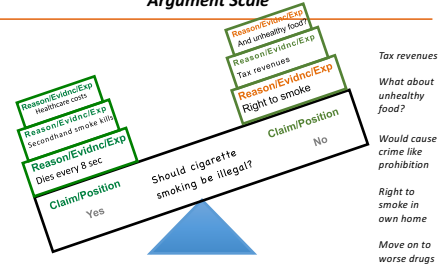 Argument Scale
Reason/Evidnc/Exp
Healthcare costs
Reason/Evidnc/Exp
Secondhand smoke kills
Reason/Evidnc/Exp
Dies every 8 sec
Claim/Position
Yes
Should cigarette
smoking be illegal?
Reason/Evidnc/Exp
And unhealthy food?
Reason/Evidnc/Exp
Tax revenues
Reason/Evidnc/Exp
Right to smoke
Claim/Position
No
Tax revenues
What about
unhealthy
food?
Would cause
crime like
prohibition
Right to
smoke in
own home
Move on to
worse drugs